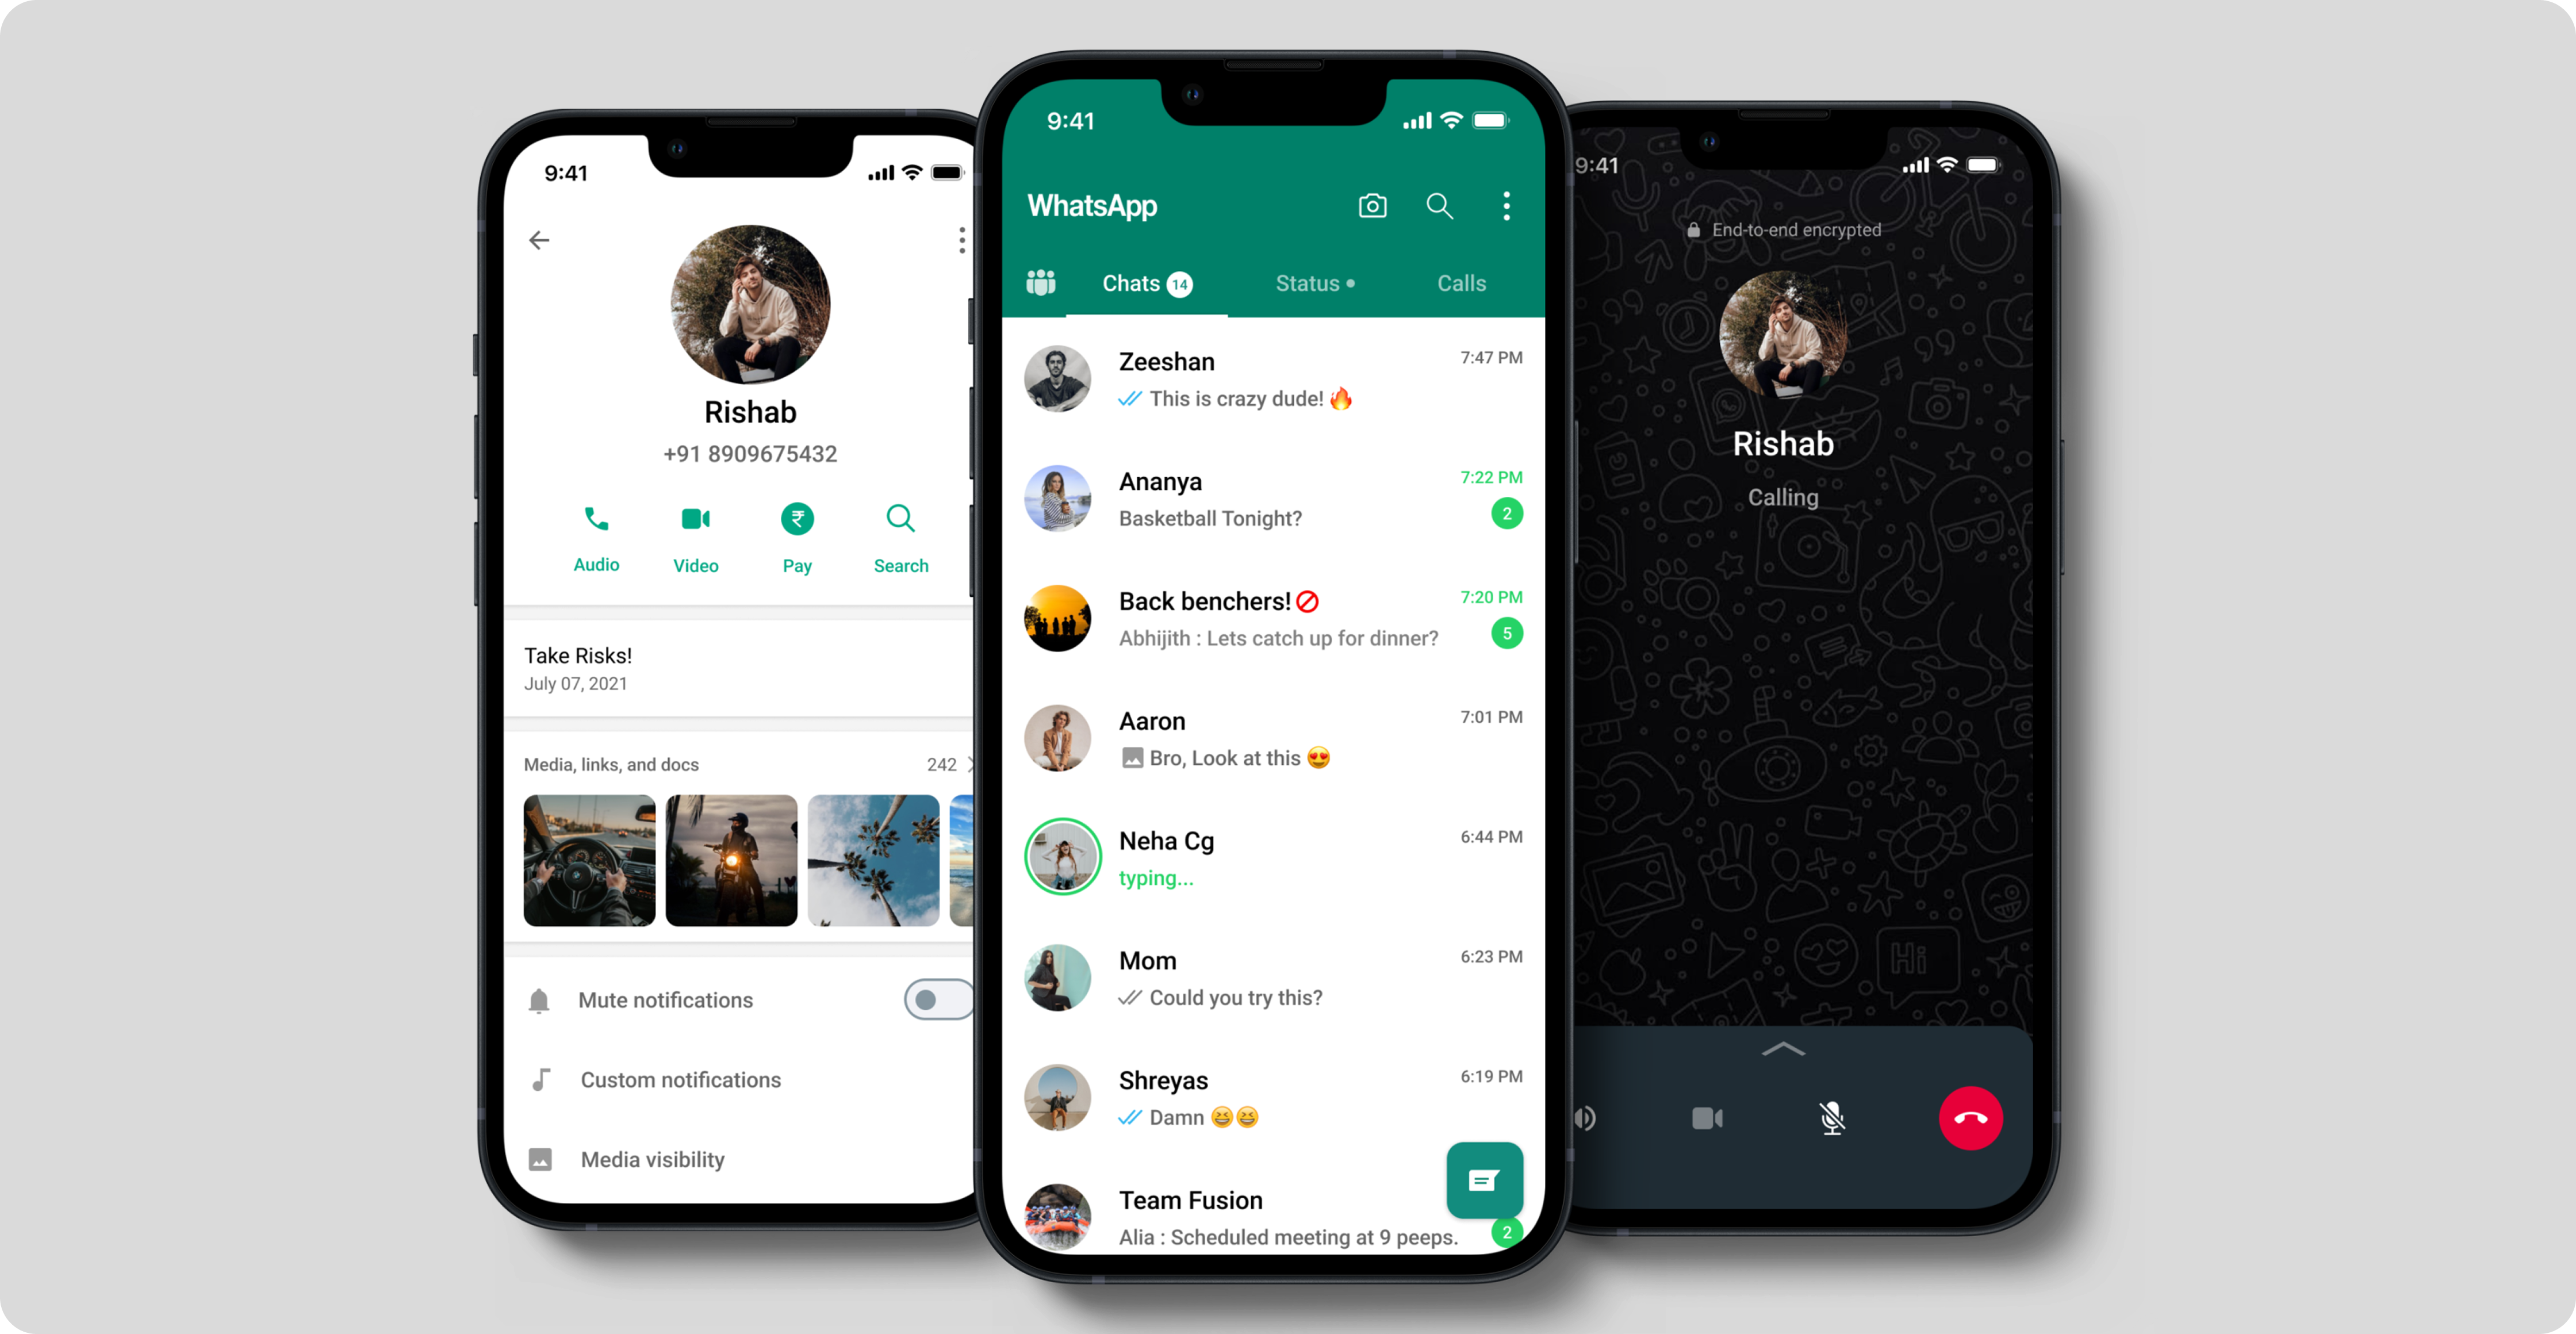 9:41
Rishab
+91 8909675432
Audio
Video
₹
Pay
Search
Take Risks!
July 07, 2021
Media, links, and docs
242
Mute notifications
Custom notifications
Media visibility
9:41
WhatsApp
Chats 14
Status
Calls
Zeeshan
7:47 PM
This is crazy dude! 🔥
Ananya
7:22 PM
Basketball Tonight?
2
Back benchers!🚫
7:20 PM
Abhijith : Lets catch up for dinner?
5
Aaron
7:01 PM
Bro, Look at this 😍
Neha Cg
6:44 PM
typing...
Mom
6:23 PM
Could you try this?
Shreyas
6:19 PM
Damn 😆😆
Team Fusion
Alia : Scheduled meeting at 9 peeps.
2
9:41
End-to-end encrypted
Rishab
Calling
Hi